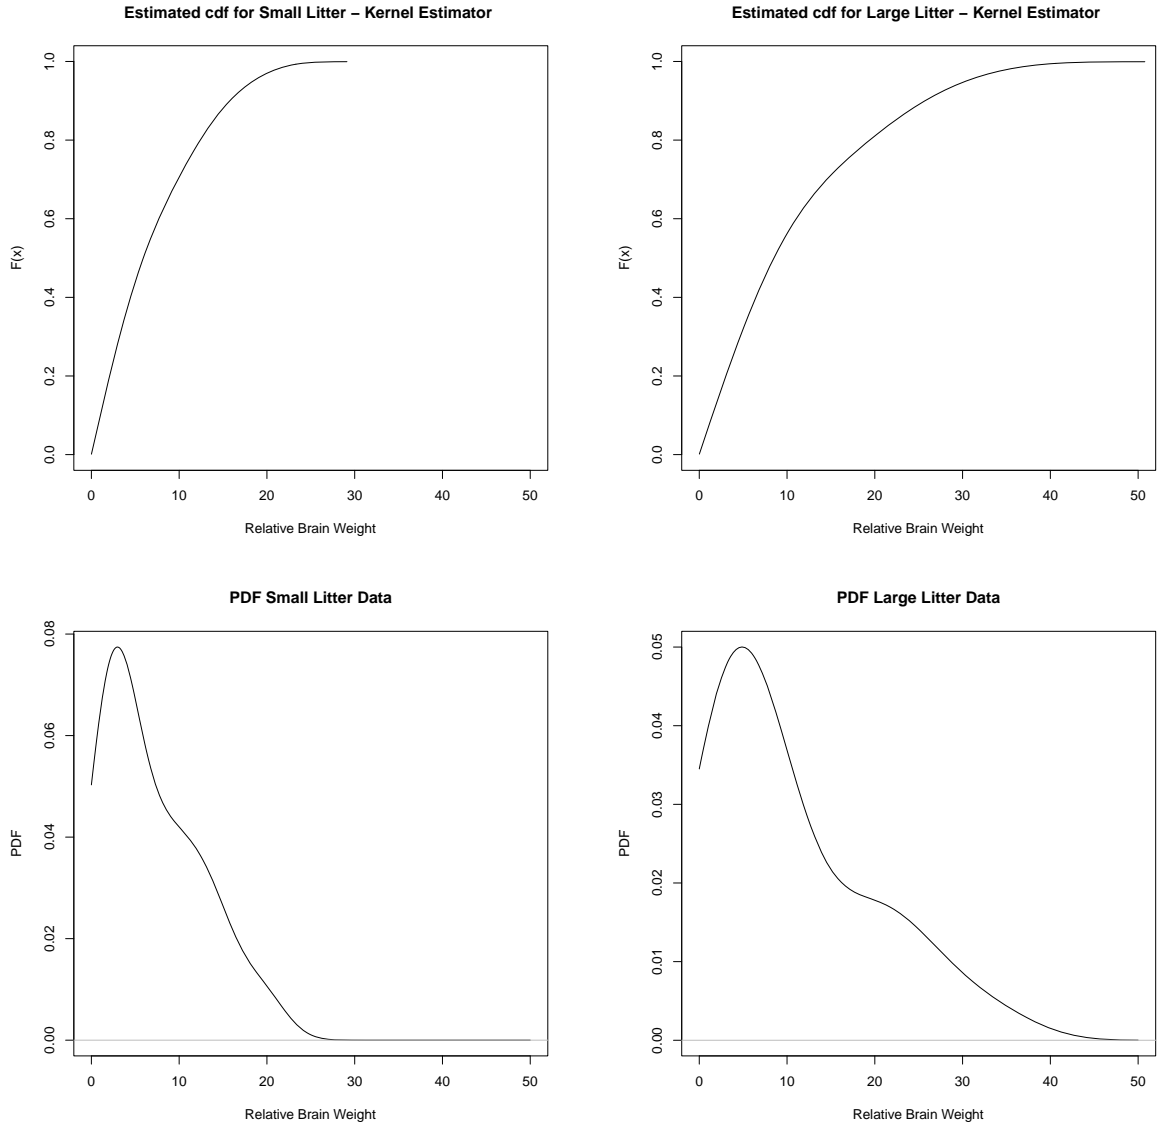 Estimated cdf for Small Litter – Kernel Estimator
F(x)
1.0
0.8
0.6
0.4
0.2
0.0
0 10 20 30 40 50
Relative Brain Weight
Estimated cdf for Large Litter – Kernel Estimator
F(x)
1.0
0.8
0.6
0.4
0.2
0.0
0 10 20 30 40 50
Relative Brain Weight
PDF Small Litter Data
PDF
0.08
0.06
0.04
0.02
0.00
0 10 20 30 40 50
Relative Brain Weight
PDF Large Litter Data
PDF
0.05
0.04
0.03
0.02
0.01
0.00
0 10 20 30 40 50
Relative Brain Weight